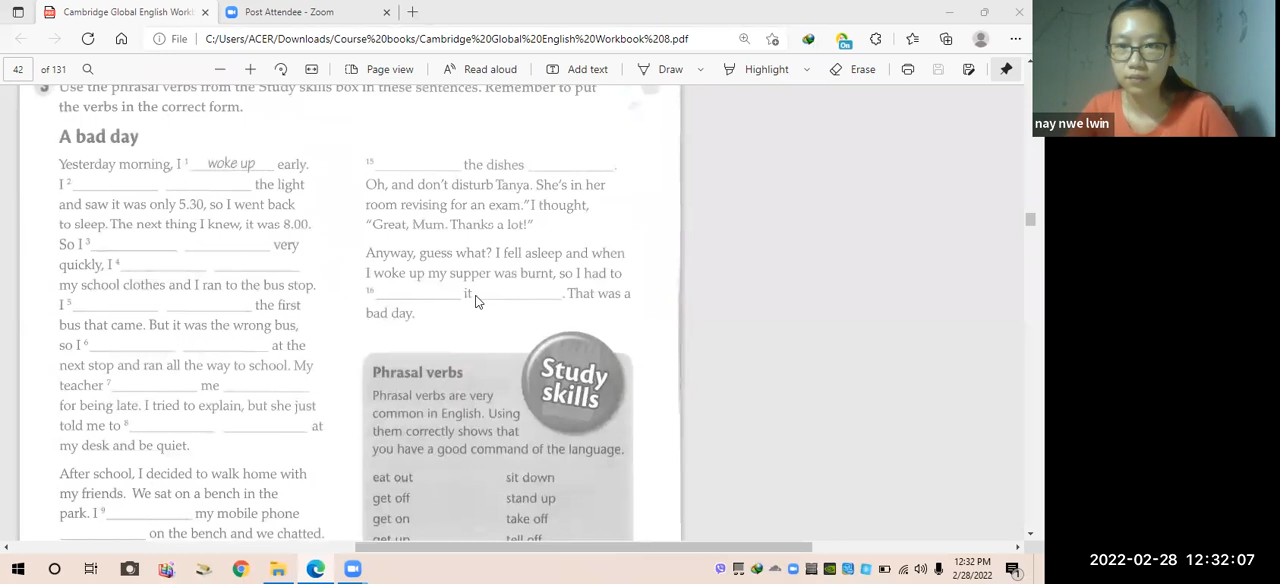 Cambridge Global English Workb
Post Attendee - Zoom
File
C:/Users/ACER/Downloads/Course%20books/Cambridge%20Global%20English%20Workbook%208.pdf
On
42
of 131
Page view
Read aloud
Add text
Draw
Highlight
Erase
nay nwe lwin
3 Use the phrasal verbs from the Study skills box in these sentences. Remember to put
the verbs in the correct form.
A bad day
Yesterday morning, I 1 woke up early.
I 2 the light
and saw it was only 5.30, so I went back
to sleep. The next thing I knew, it was 8.00.
So I 3 very
quickly, I 4
my school clothes and I ran to the bus stop.
I 5 the first
bus that came. But it was the wrong bus,
so I 6 at the
next stop and ran all the way to school. My
teacher 7 me
for being late. I tried to explain, but she just
told me to 8 at
my desk and be quiet.
After school, I decided to walk home with
my friends. We sat on a bench in the
park. I 9 my mobile phone
on the bench and we chatted.
15 the dishes .
Oh, and don't disturb Tanya. She's in her
room revising for an exam." I thought,
"Great, Mum. Thanks a lot!"
Anyway, guess what? I fell asleep and when
I woke up my supper was burnt, so I had to
16 it . That was a
bad day.
Study
skills
Phrasal verbs
Phrasal verbs are very
common in English. Using
them correctly shows that
you have a good command of the language.
eat out sit down
get off stand up
get on take off
get up tell off
12:32 PM
2/28/2022
1
2022-02-28 12:32:07